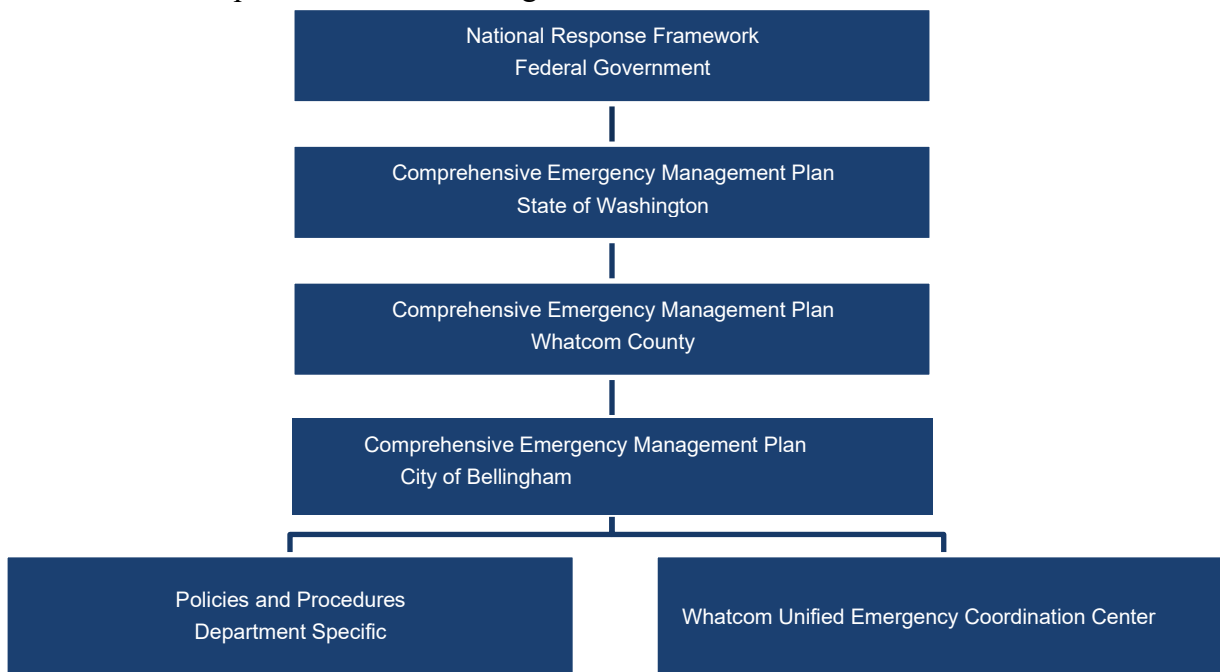 National Response Framework
Federal Government
Comprehensive Emergency Management Plan
State of Washington
Comprehensive Emergency Management Plan
Whatcom County
Comprehensive Emergency Management Plan
City of Bellingham
Policies and Procedures
Department Specific
Whatcom Unified Emergency Coordination Center